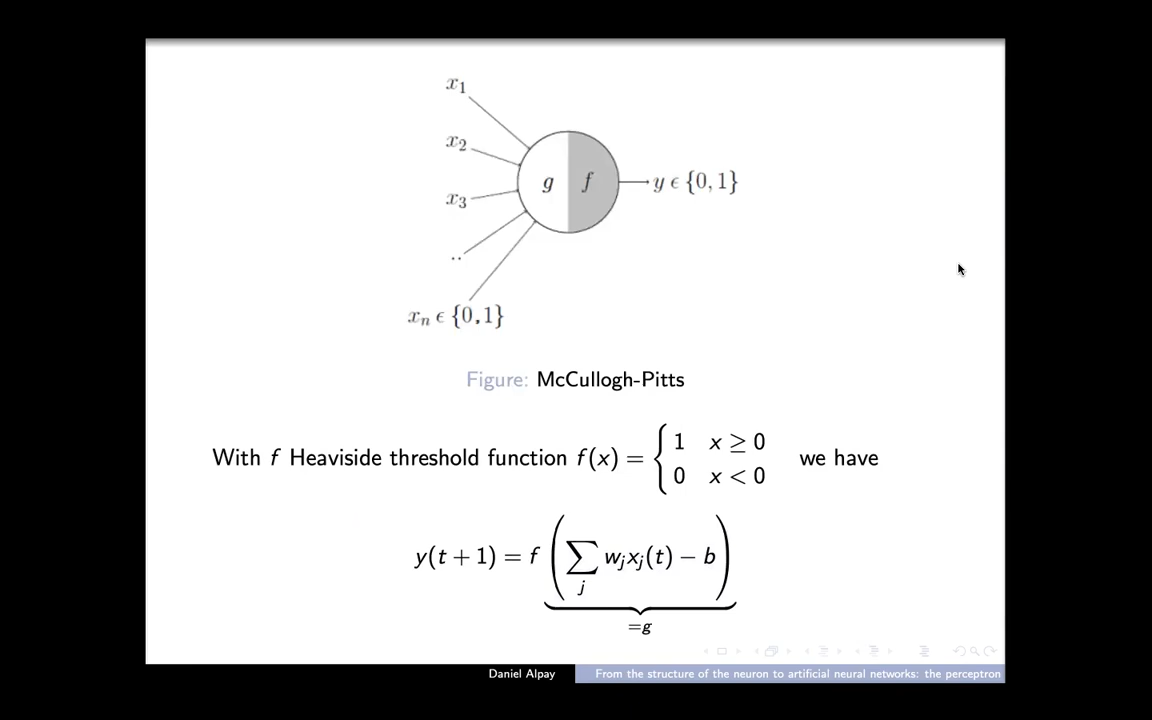 x₁
x₂
x₃
..
xₙ ϵ {0,1}
g f y ϵ {0,1}
Figure: McCullogh-Pitts
With f Heaviside threshold function f(x) = { 1 x ≥ 0 we have
0 x < 0
y(t + 1) = f ( ∑ⱼ wⱼxⱼ(t) − b )
=g
Daniel Alpay From the structure of the neuron to artificial neural networks: the perceptron